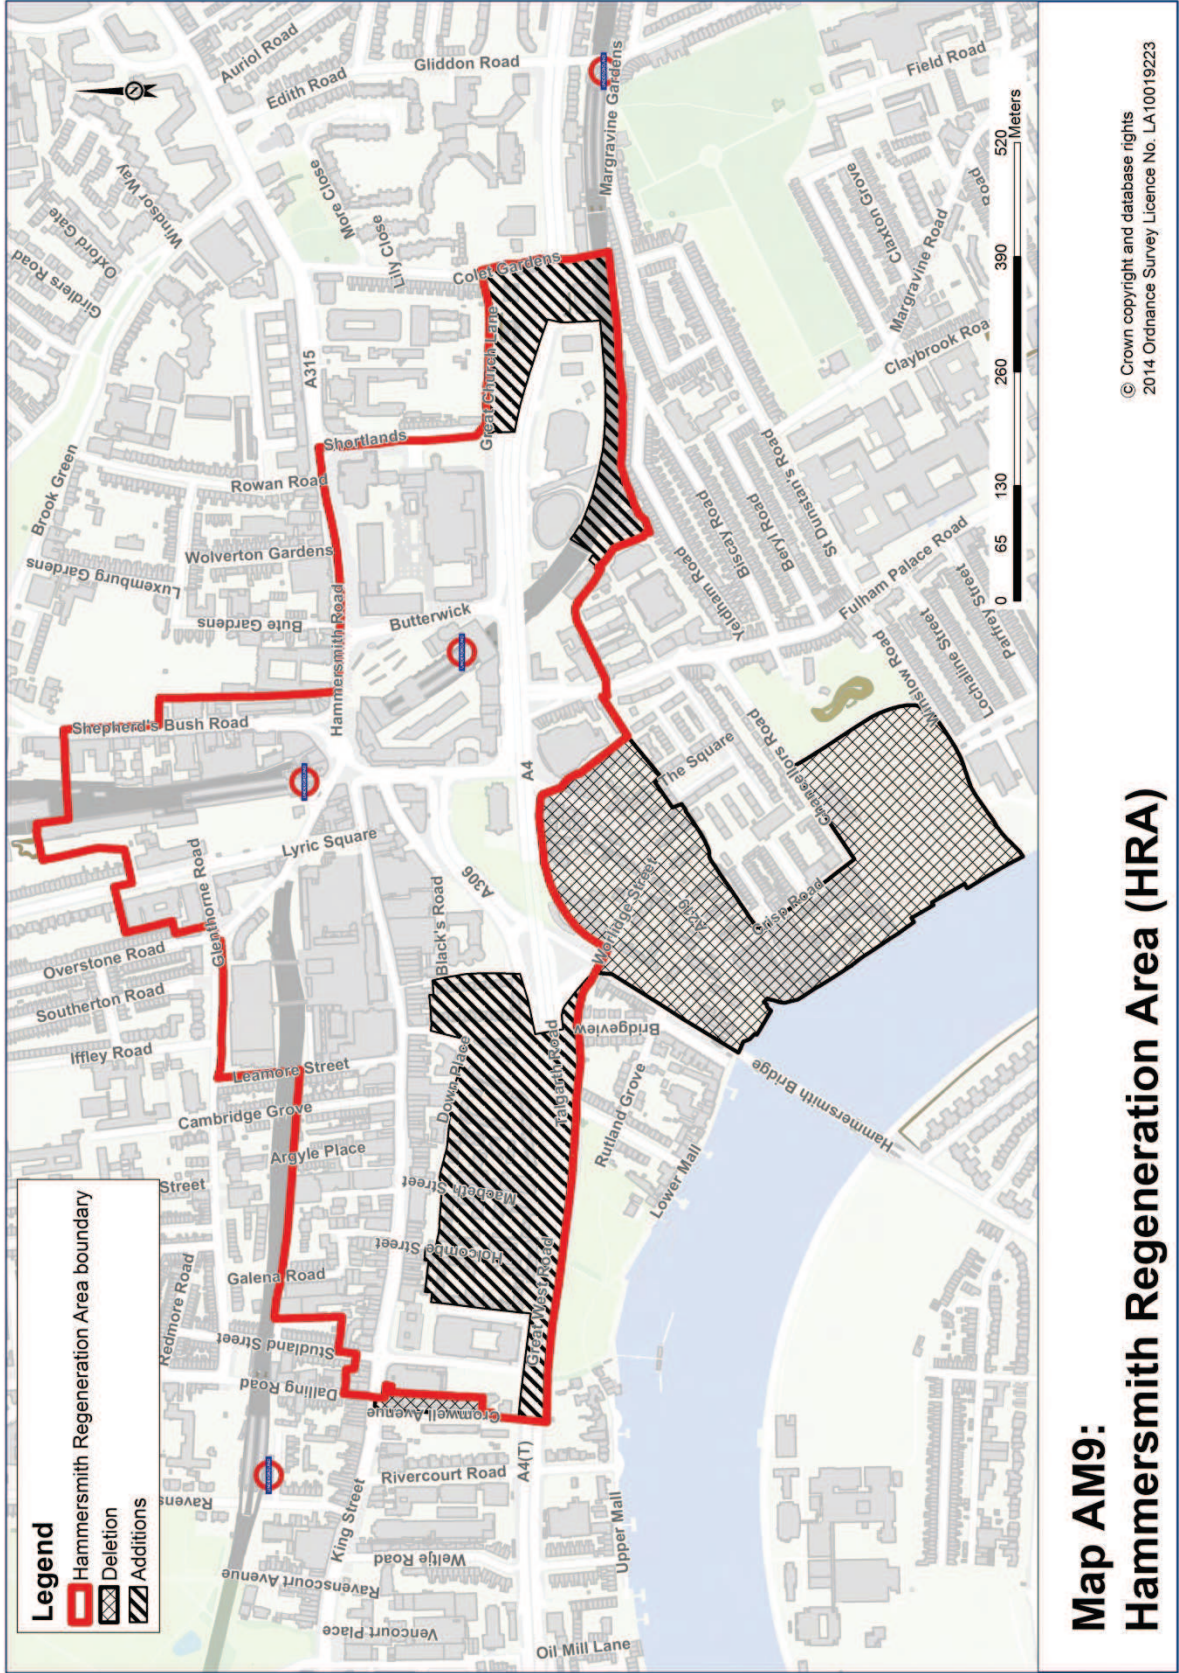 Legend
Hammersmith Regeneration Area boundary
Deletion
Additions
Auriol Road
Edith Road
Gliddon Road
Margravine Gardens
Field Road
Girdlers Road
Oxford Gate
Windsor Way
More Close
Lily Close
Colet Gardens
Claxton Grove
Margravine Road
Claybrook Roa
Road
Great Church Lane
A315
Shortlands
Brook Green
Rowan Road
Wolverton Gardens
Luxemburg Gardens
Bute Gardens
Hammersmith Road
Butterwick
St Dunstan's Road
Beryl Road
Biscay Road
Yeldham Road
Fulham Palace Road
Parfrey Street
Lochaline Street
Winslow Road
Shepherd's Bush Road
A4
The Square
Chancellors Road
Crisp Road
A219
Worlidge Street
Lyric Square
A306
Black's Road
Glenthorne Road
Overstone Road
Southerton Road
Iffley Road
Leamore Street
Cambridge Grove
Argyle Place
Street
Down Place
Talgarth Road
Bridgeview
Rutland Grove
Hammersmith Bridge
Lower Mall
Macbeth Street
Holcombe Street
Great West Road
Galena Road
Redmore Road
Studland Street
Dalling Road
Cromwell Avenue
A4(T)
Rivercourt Road
King Street
Ravens
Weltje Road
Ravenscourt Avenue
Vencourt Place
Upper Mall
Oil Mill Lane
0 65 130 260 390 520
Meters
Map AM9:
Hammersmith Regeneration Area (HRA)
© Crown copyright and database rights
2014 Ordnance Survey Licence No. LA10019223